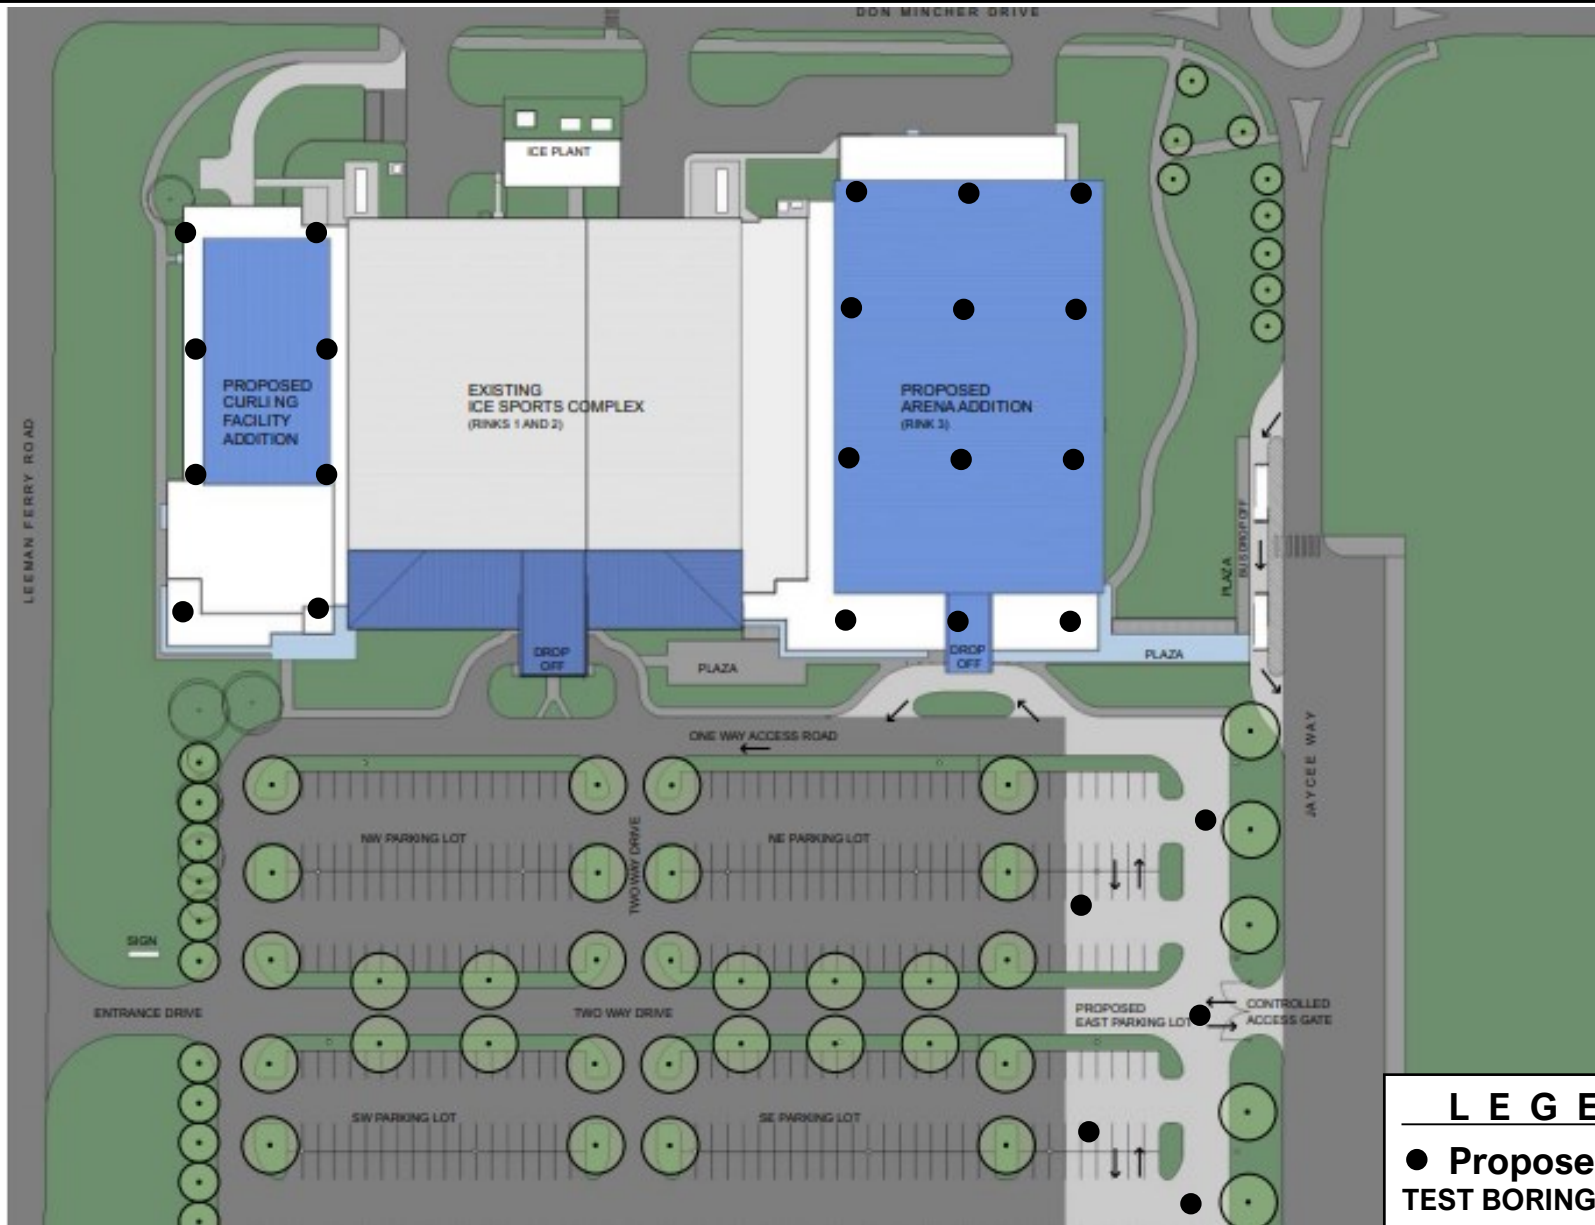 DON MINCHER DRIVE
ICE PLANT
PROPOSED
CURLING
FACILITY
ADDITION
EXISTING
ICE SPORTS COMPLEX
(RINKS 1 AND 2)
PROPOSED
ARENA ADDITION
(RINK 3)
LEEMAN FERRY ROAD
BUS DROP OFF
PLAZA
DROP
OFF
PLAZA
DROP
OFF
PLAZA
ONE WAY ACCESS ROAD
JAYCEE WAY
NW PARKING LOT
TWO WAY DRIVE
NE PARKING LOT
SIGN
ENTRANCE DRIVE
TWO WAY DRIVE
PROPOSED
EAST PARKING LOT
CONTROLLED
ACCESS GATE
SW PARKING LOT
SE PARKING LOT
LEGE
Propose
TEST BORING